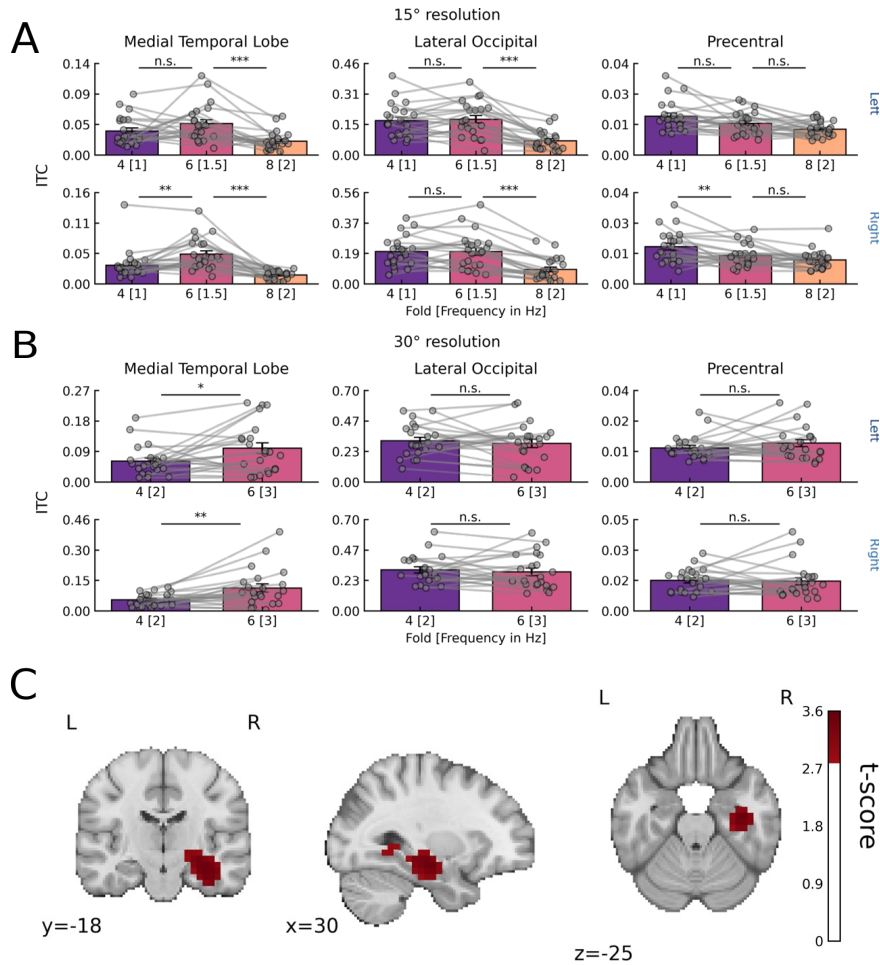 A
15° resolution
Medial Temporal Lobe
Lateral Occipital
Precentral
0.14
0.09
0.05
0.00
n.s.
***
4 [1]
6 [1.5]
8 [2]
0.46
0.31
0.15
0.00
n.s.
***
4 [1]
6 [1.5]
8 [2]
0.04
0.03
0.01
0.00
n.s.
n.s.
4 [1]
6 [1.5]
8 [2]
Left
ITC
0.16
0.11
0.05
0.00
**
***
4 [1]
6 [1.5]
8 [2]
0.56
0.37
0.19
0.00
n.s.
***
4 [1]
6 [1.5]
8 [2]
0.04
0.03
0.01
0.00
**
n.s.
4 [1]
6 [1.5]
8 [2]
Right
Fold [Frequency in Hz]
B
30° resolution
Medial Temporal Lobe
Lateral Occipital
Precentral
0.27
0.18
0.09
0.00
*
4 [2]
6 [3]
0.70
0.47
0.23
0.00
n.s.
4 [2]
6 [3]
0.04
0.02
0.01
0.00
n.s.
4 [2]
6 [3]
Left
ITC
0.46
0.30
0.15
0.00
**
4 [2]
6 [3]
0.70
0.47
0.23
0.00
n.s.
4 [2]
6 [3]
0.05
0.03
0.02
0.00
n.s.
4 [2]
6 [3]
Right
Fold [Frequency in Hz]
C
L
R
y=-18
x=30
L
R
z=-25
3.6
2.7
1.8
0.9
0
t-score